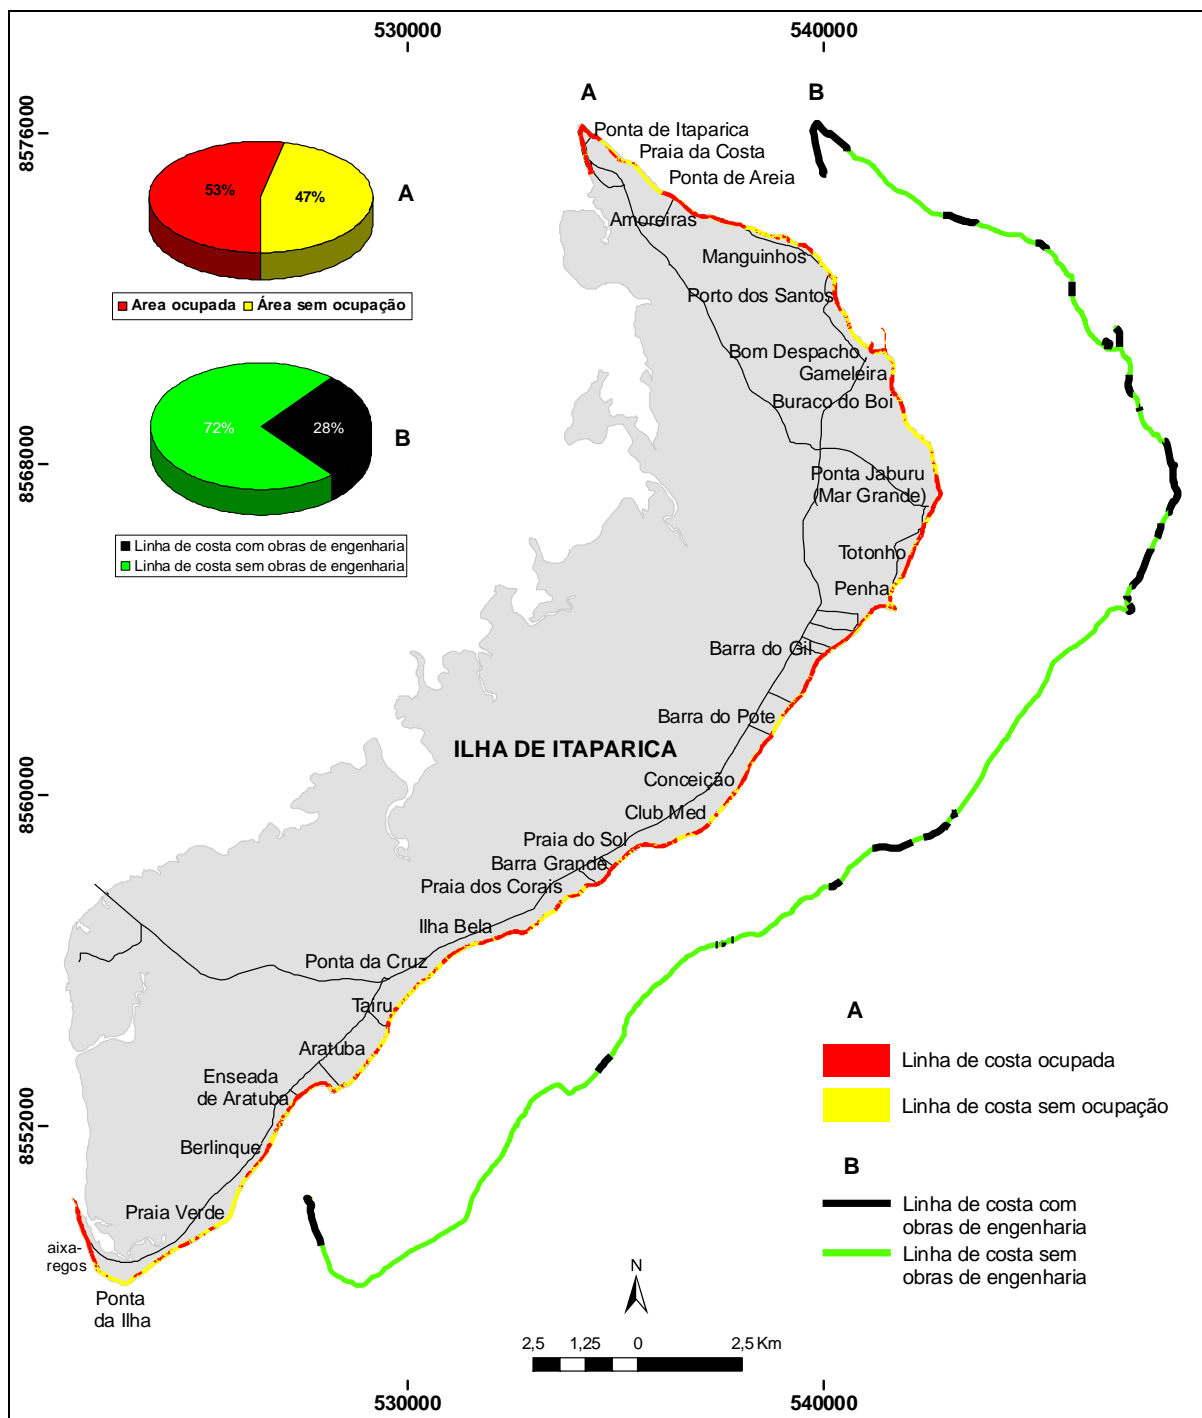 530000
540000
8576000
8568000
8560000
8552000
A
B
Ponta de Itaparica
Praia da Costa
Ponta de Areia
Amoreiras
Manguinhos
Porto dos Santos
Bom Despacho
Gameleira
Buraco do Boi
Ponta Jaburu
(Mar Grande)
Totonho
Penha
Barra do Gil
Barra do Pote
ILHA DE ITAPARICA
Conceição
Club Med
Praia do Sol
Barra Grande
Praia dos Corais
Ilha Bela
Ponta da Cruz
Tairu
Aratuba
Enseada
de Aratuba
Berlinque
Praia Verde
aixa-
regos
Ponta
da Ilha
53%
47%
A
Area ocupada
Área sem ocupação
72%
28%
B
Linha de costa com obras de engenharia
Linha de costa sem obras de engenharia
A
Linha de costa ocupada
Linha de costa sem ocupação
B
Linha de costa com
obras de engenharia
Linha de costa sem
obras de engenharia
N
2,5 1,25 0 2,5 Km
530000
540000